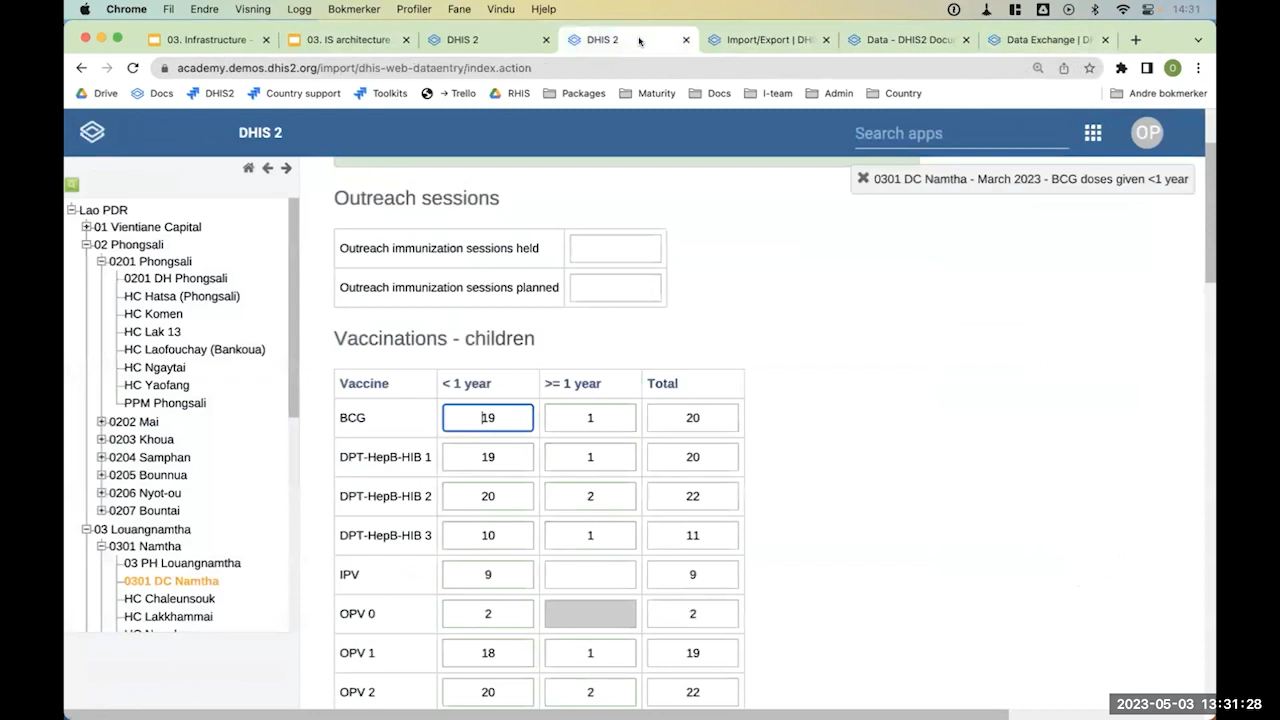 Chrome Fil Endre Visning Logg Bokmerker Profiler Fane Vindu Hjelp 14:31
03. Infrastructure - 03. IS architecture DHIS 2 DHIS 2 Import/Export | DH Data - DHIS2 Docu Data Exchange | D
academy.demos.dhis2.org/import/dhis-web-dataentry/index.action O
Drive Docs DHIS2 Country support Toolkits → Trello RHIS Packages Maturity Docs I-team Admin Country Andre bokmerker
DHIS 2 Search apps OP
0301 DC Namtha - March 2023 - BCG doses given <1 year
Lao PDR
01 Vientiane Capital
02 Phongsali
0201 Phongsali
0201 DH Phongsali
HC Hatsa (Phongsali)
HC Komen
HC Lak 13
HC Laofouchay (Bankoua)
HC Ngaytai
HC Yaofang
PPM Phongsali
0202 Mai
0203 Khoua
0204 Samphan
0205 Bounnua
0206 Nyot-ou
0207 Bountai
03 Louangnamtha
0301 Namtha
03 PH Louangnamtha
0301 DC Namtha
HC Chaleunsouk
HC Lakkhammai
Outreach sessions
Outreach immunization sessions held
Outreach immunization sessions planned
Vaccinations - children
Vaccine < 1 year >= 1 year Total
BCG 19 1 20
DPT-HepB-HIB 1 19 1 20
DPT-HepB-HIB 2 20 2 22
DPT-HepB-HIB 3 10 1 11
IPV 9 9
OPV 0 2 2
OPV 1 18 1 19
OPV 2 20 2 22
2023-05-03 13:31:28